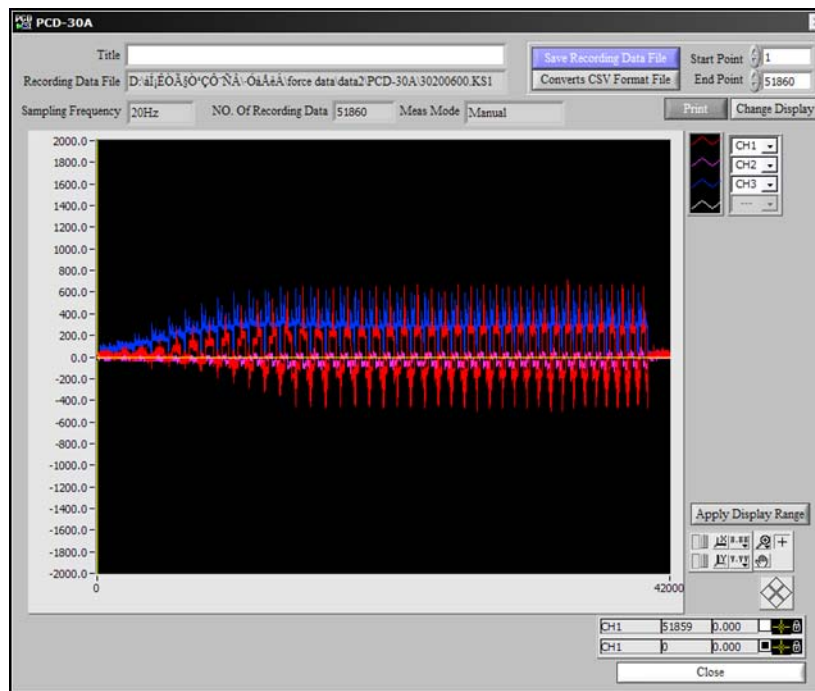 PCD-30A
Title
Save Recording Data File
Start Point 1
Recording Data File
force data\data2\PCD-30A\30200600.KS1
Converts CSV Format File
End Point 51860
Sampling Frequency 20Hz NO. Of Recording Data 51860 Meas Mode Manual
Print Change Display
2000.0
1800.0
1600.0
1400.0
1200.0
1000.0
800.0
600.0
400.0
200.0
0.0
-200.0
-400.0
-600.0
-800.0
-1000.0
-1200.0
-1400.0
-1600.0
-1800.0
-2000.0
0 42000
CH1
CH2
CH3
---
Apply Display Range
CH1 51859 0.000
CH1 0 0.000
Close